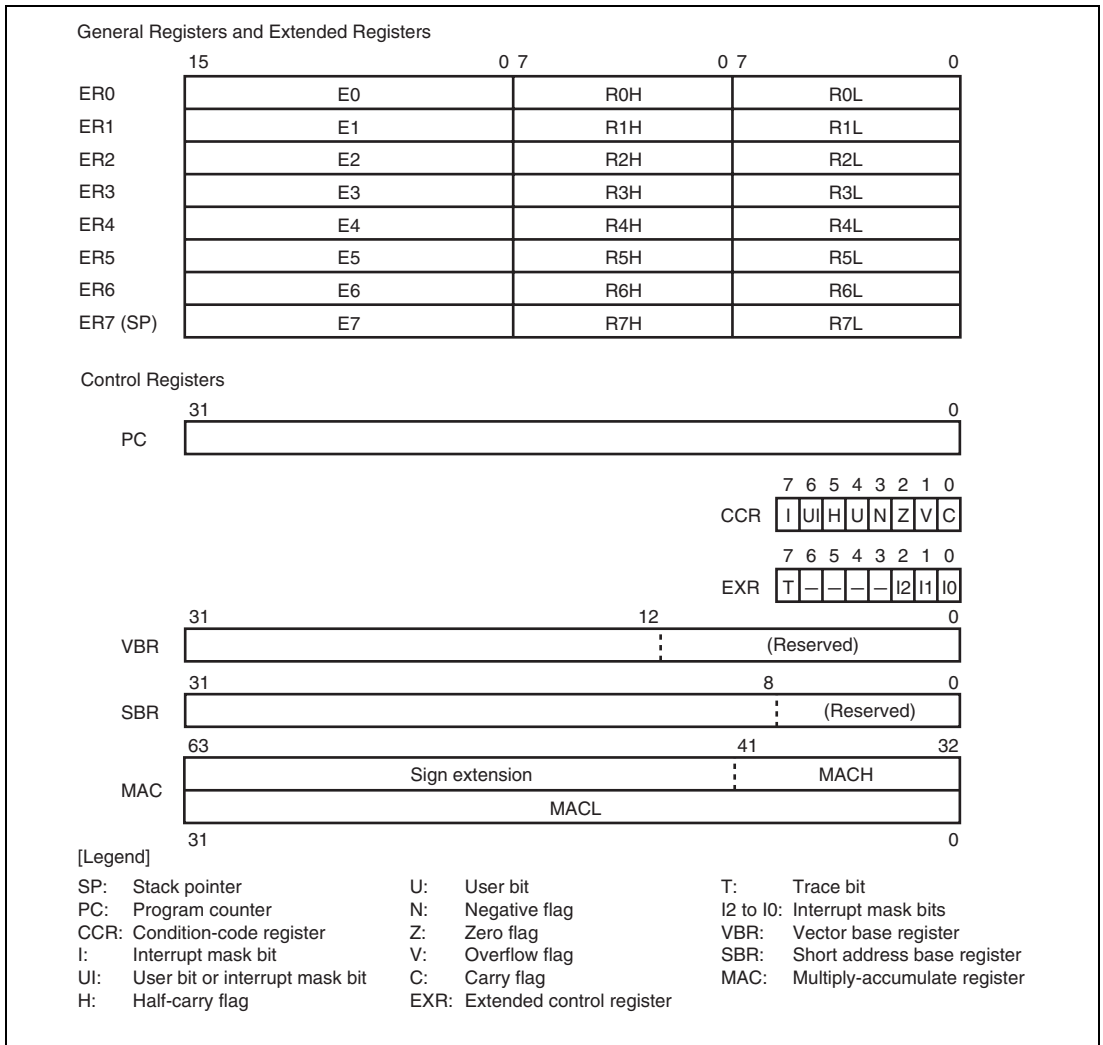 General Registers and Extended Registers
15 0 7 0 7 0
ER0 E0 R0H R0L
ER1 E1 R1H R1L
ER2 E2 R2H R2L
ER3 E3 R3H R3L
ER4 E4 R4H R4L
ER5 E5 R5H R5L
ER6 E6 R6H R6L
ER7 (SP) E7 R7H R7L
Control Registers
31 0
PC
7 6 5 4 3 2 1 0
CCR I UI H U N Z V C
7 6 5 4 3 2 1 0
EXR T — — — — I2 I1 I0
31 12 0
VBR (Reserved)
31 8 0
SBR (Reserved)
63 41 32
MAC Sign extension MACH
MACL
31 0
[Legend]
SP: Stack pointer U: User bit T: Trace bit
PC: Program counter N: Negative flag I2 to I0: Interrupt mask bits
CCR: Condition-code register Z: Zero flag VBR: Vector base register
I: Interrupt mask bit V: Overflow flag SBR: Short address base register
UI: User bit or interrupt mask bit C: Carry flag MAC: Multiply-accumulate register
H: Half-carry flag EXR: Extended control register